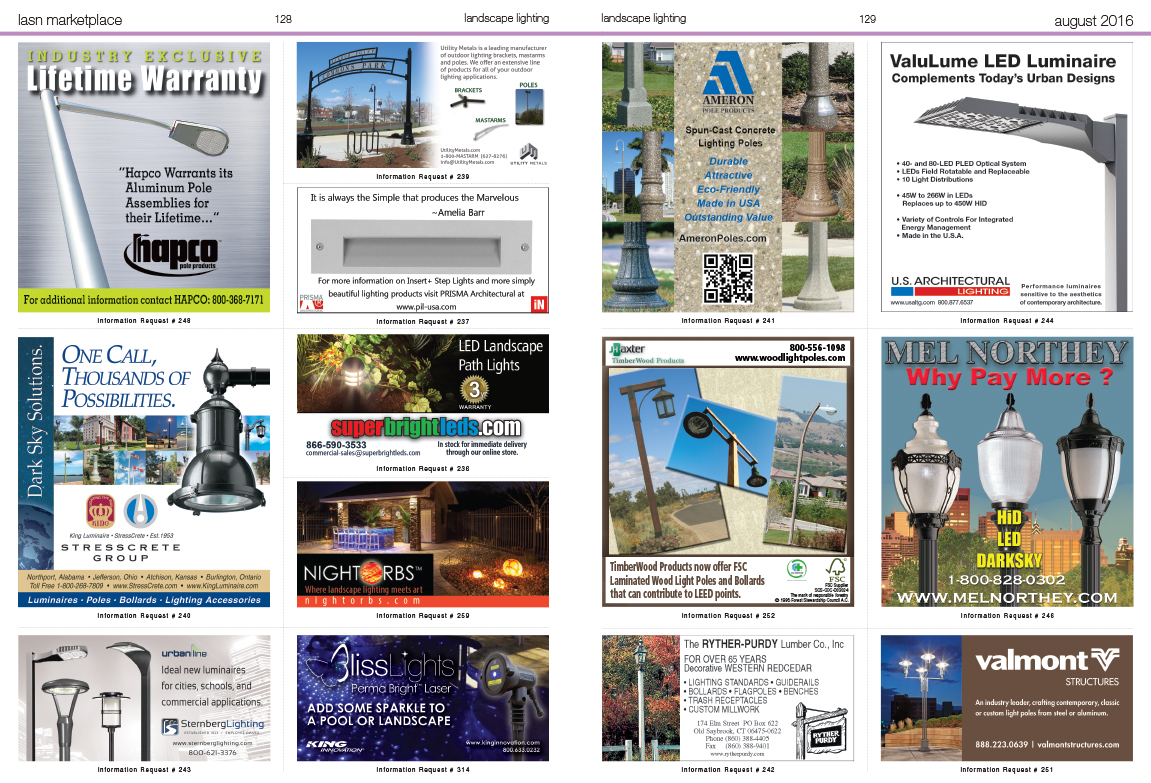 lasn marketplace
128
landscape lighting
landscape lighting
129
august 2016
INDUSTRY EXCLUSIVE
Lifetime Warranty
“Hapco Warrants its
Aluminum Pole
Assemblies for
their Lifetime...”
hapco
pole products
For additional information contact HAPCO: 800-368-7171
Information Request # 248
Utility Metals is a leading manufacturer
of outdoor lighting brackets, mastarms
and poles. We offer an extensive line
of products for all of your outdoor
lighting applications.
BRACKETS
POLES
MASTARMS
UtilityMetals.com
1-800-MASTARM (627-8276)
Info@UtilityMetals.com
UTILITY METALS
Information Request # 239
It is always the Simple that produces the Marvelous
~Amelia Barr
For more information on Insert+ Step Lights and more simply
beautiful lighting products visit PRISMA Architectural at
www.pil-usa.com
PRISMA
iN
Information Request # 237
Dark Sky Solutions.
ONE CALL,
THOUSANDS OF
POSSIBILITIES.
KING
King Luminaire • StressCrete • Est.1953
STRESSCRETE
GROUP
Northport, Alabama • Jefferson, Ohio • Atchison, Kansas • Burlington, Ontario
Toll Free 1-800-268-7809 • www.StressCrete.com • www.KingLuminaire.com
Luminaires • Poles • Bollards • Lighting Accessories
Information Request # 240
LED Landscape
Path Lights
3
WARRANTY
superbrightleds.com
866-590-3533
commercial-sales@superbrightleds.com
In stock for immediate delivery
through our online store.
Information Request # 236
NIGHTORBS™
Where landscape lighting meets art
nightorbs.com
Information Request # 259
urbanline
Ideal new luminaires
for cities, schools, and
commercial applications.
SternbergLighting
ESTABLISHED 1923 • EMPLOYEE OWNED
www.sternberglighting.com
800-621-3376
Information Request # 243
BlissLights
Perma Bright™ Laser
ADD SOME SPARKLE TO
A POOL OR LANDSCAPE
KING
INNOVATION
www.kinginnovation.com
800.633.0232
Information Request # 314
AMERON
POLE PRODUCTS
Spun-Cast Concrete
Lighting Poles
Durable
Attractive
Eco-Friendly
Made in USA
Outstanding Value
AmeronPoles.com
Information Request # 241
ValuLume LED Luminaire
Complements Today’s Urban Designs
• 40- and 80-LED PLED Optical System
• LEDs Field Rotatable and Replaceable
• 10 Light Distributions
• 45W to 266W in LEDs
Replaces up to 450W HID
• Variety of Controls For Integrated
Energy Management
• Made in the U.S.A.
U.S. ARCHITECTURAL
LIGHTING
www.usaltg.com 800.877.6537
Performance luminaires
sensitive to the aesthetics
of contemporary architecture.
Information Request # 244
Baxter
TimberWood Products
800-556-1098
www.woodlightpoles.com
TimberWood Products now offer FSC
Laminated Wood Light Poles and Bollards
that can contribute to LEED points.
FSC
FSC Supplier
The mark of responsible forestry
© 1996 Forest Stewardship Council A.C.
Information Request # 252
MEL NORTHEY
Why Pay More ?
HiD
LED
DARKSKY
1-800-828-0302
WWW.MELNORTHEY.COM
Information Request # 246
The RYTHER-PURDY Lumber Co., Inc
FOR OVER 65 YEARS
Decorative WESTERN REDCEDAR
• LIGHTING STANDARDS • GUIDERAILS
• BOLLARDS • FLAGPOLES • BENCHES
• TRASH RECEPTACLES
• CUSTOM MILLWORK
174 Elm Street PO Box 622
Old Saybrook, CT 06475-0622
Phone (860) 388-4405
Fax (860) 388-9401
www.rytherpurdy.com
RYTHER
PURDY
Information Request # 242
valmont
STRUCTURES
An industry leader, crafting contemporary, classic
or custom light poles from steel or aluminum.
888.223.0639 | valmontstructures.com
Information Request # 251